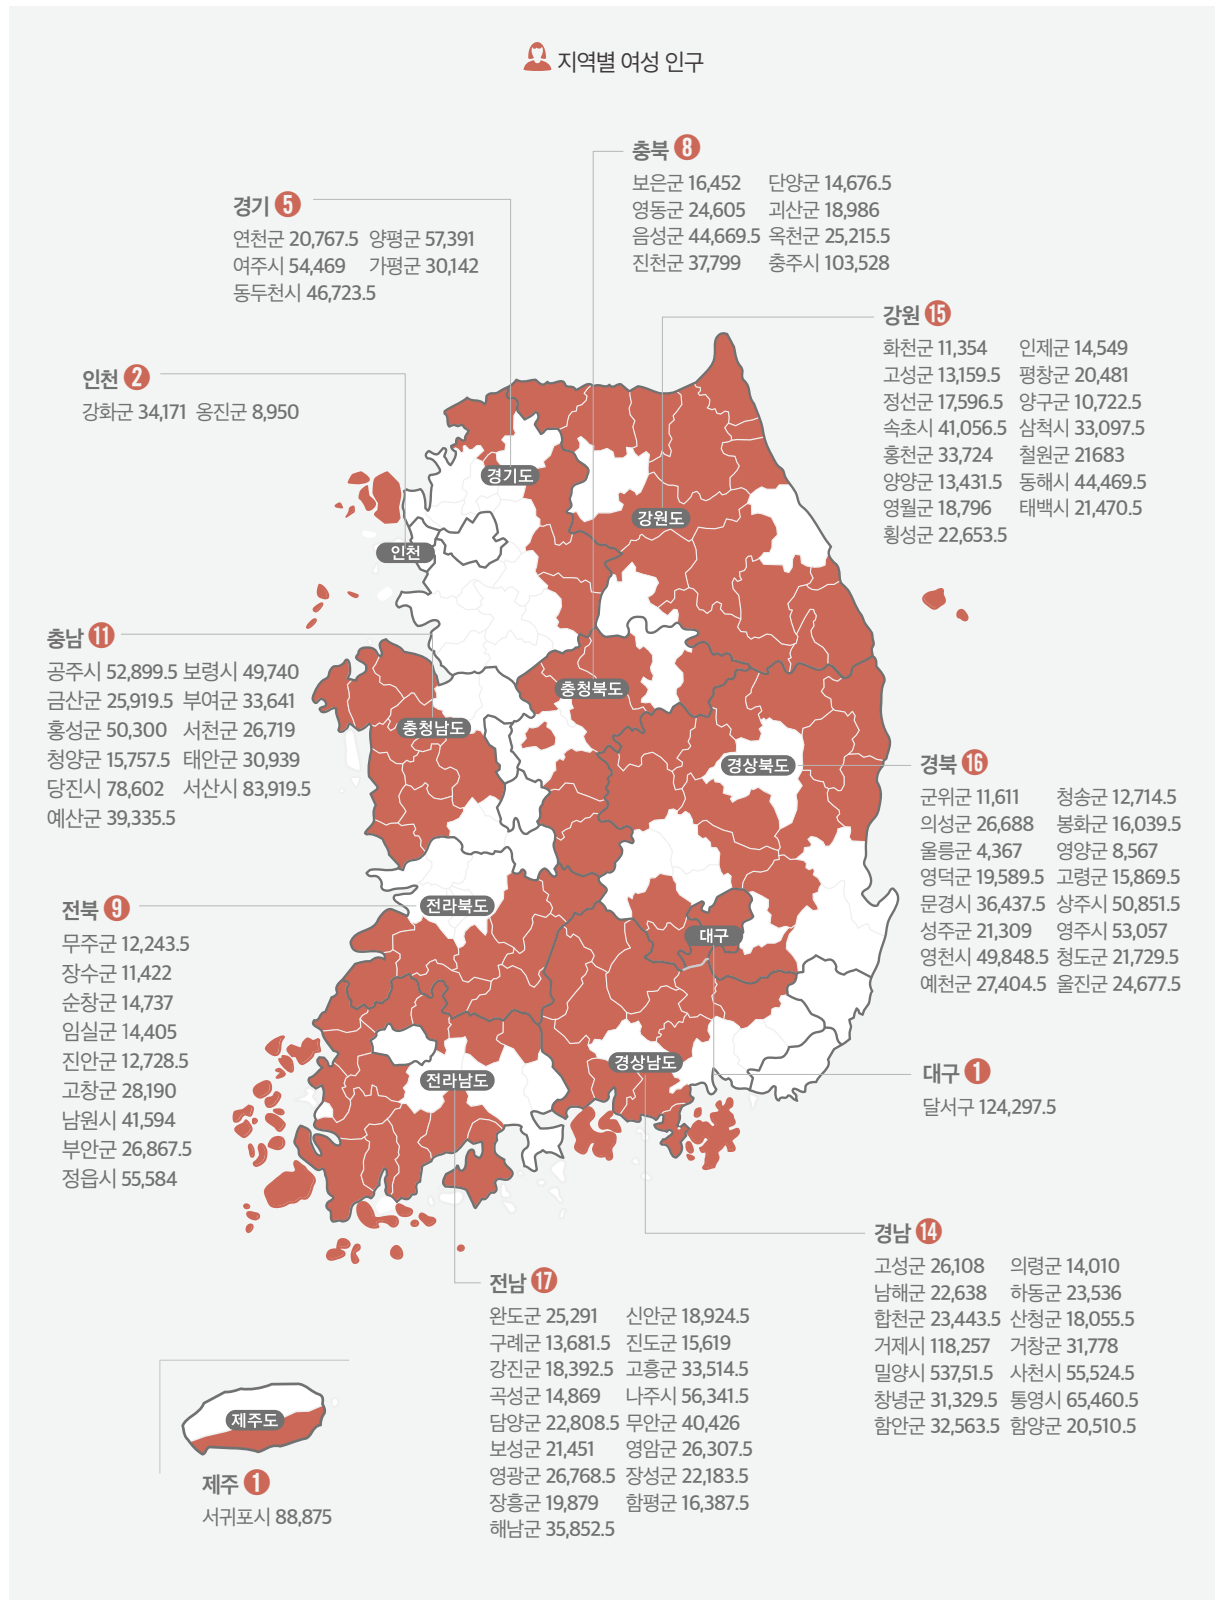 지역별 여성 인구
충북 8
보은군 16,452 단양군 14,676.5
영동군 24,605 괴산군 18,986
음성군 44,669.5 옥천군 25,215.5
진천군 37,799 충주시 103,528
경기 5
연천군 20,767.5 양평군 57,391
여주시 54,469 가평군 30,142
동두천시 46,723.5
강원 15
화천군 11,354 인제군 14,549
고성군 13,159.5 평창군 20,481
정선군 17,596.5 양구군 10,722.5
속초시 41,056.5 삼척시 33,097.5
홍천군 33,724 철원군 21683
양양군 13,431.5 동해시 44,469.5
영월군 18,796 태백시 21,470.5
횡성군 22,653.5
인천 2
강화군 34,171 옹진군 8,950
경기도
강원도
인천
충남 11
공주시 52,899.5 보령시 49,740
금산군 25,919.5 부여군 33,641
홍성군 50,300 서천군 26,719
청양군 15,757.5 태안군 30,939
당진시 78,602 서산시 83,919.5
예산군 39,335.5
충청북도
충청남도
경상북도
경북 16
군위군 11,611 청송군 12,714.5
의성군 26,688 봉화군 16,039.5
울릉군 4,367 영양군 8,567
영덕군 19,589.5 고령군 15,869.5
문경시 36,437.5 상주시 50,851.5
성주군 21,309 영주시 53,057
영천시 49,848.5 청도군 21,729.5
예천군 27,404.5 울진군 24,677.5
전북 9
무주군 12,243.5
장수군 11,422
순창군 14,737
임실군 14,405
진안군 12,728.5
고창군 28,190
남원시 41,594
부안군 26,867.5
정읍시 55,584
전라북도
대구
전라남도
경상남도
대구 1
달서구 124,297.5
경남 14
고성군 26,108 의령군 14,010
남해군 22,638 하동군 23,536
합천군 23,443.5 산청군 18,055.5
거제시 118,257 거창군 31,778
밀양시 537,51.5 사천시 55,524.5
창녕군 31,329.5 통영시 65,460.5
함안군 32,563.5 함양군 20,510.5
전남 17
완도군 25,291 신안군 18,924.5
구례군 13,681.5 진도군 15,619
강진군 18,392.5 고흥군 33,514.5
곡성군 14,869 나주시 56,341.5
담양군 22,808.5 무안군 40,426
보성군 21,451 영암군 26,307.5
영광군 26,768.5 장성군 22,183.5
장흥군 19,879 함평군 16,387.5
해남군 35,852.5
제주도
제주 1
서귀포시 88,875